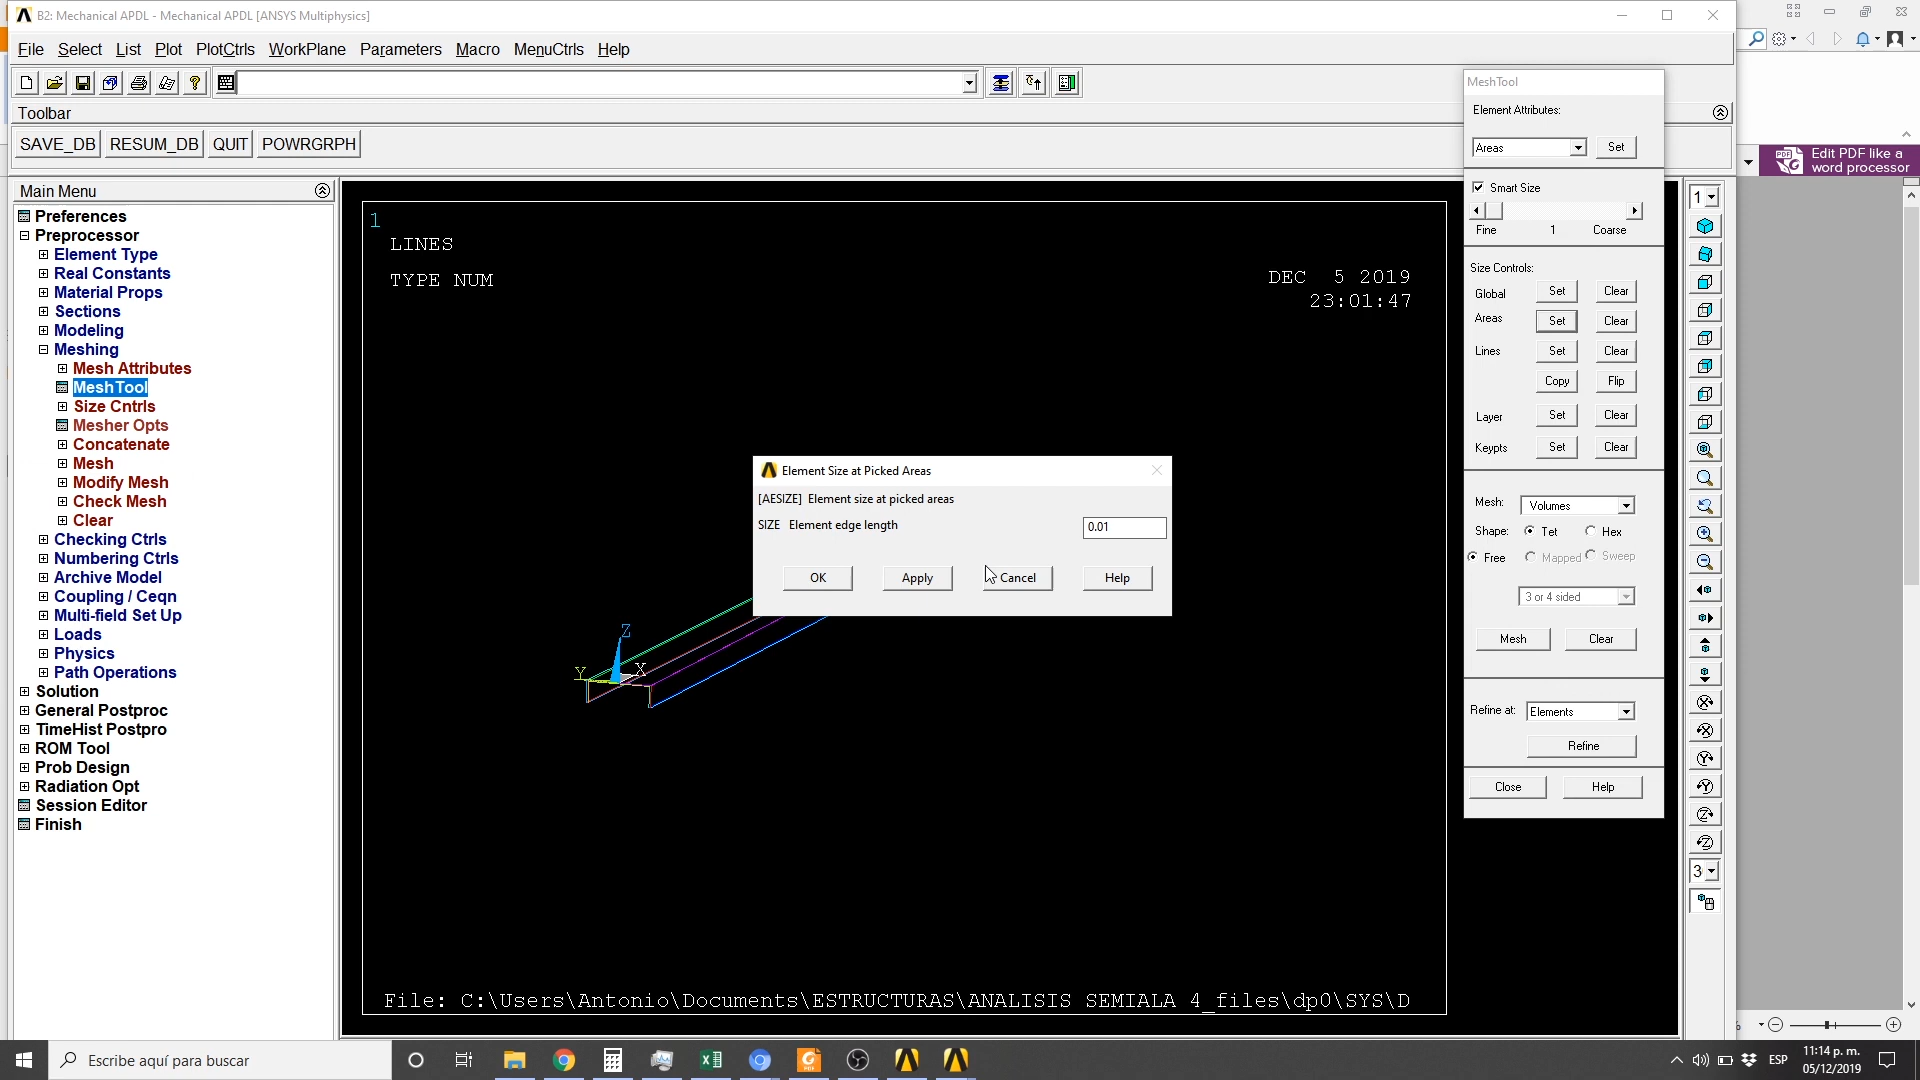 B2: Mechanical APDL - Mechanical APDL [ANSYS Multiphysics]
File Select List Plot PlotCtrls WorkPlane Parameters Macro MenuCtrls Help
Toolbar
SAVE_DB RESUM_DB QUIT POWRGRPH
Main Menu
Preferences
Preprocessor
Element Type
Real Constants
Material Props
Sections
Modeling
Meshing
Mesh Attributes
MeshTool
Size Cntrls
Mesher Opts
Concatenate
Mesh
Modify Mesh
Check Mesh
Clear
Checking Ctrls
Numbering Ctrls
Archive Model
Coupling / Ceqn
Multi-field Set Up
Loads
Physics
Path Operations
Solution
General Postproc
TimeHist Postpro
ROM Tool
Prob Design
Radiation Opt
Session Editor
Finish
1
LINES
TYPE NUM
DEC 5 2019
23:01:47
Z
Y
X
File: C:\Users\Antonio\Documents\ESTRUCTURAS\ANALISIS SEMIALA 4_files\dp0\SYS\D
Element Size at Picked Areas
[AESIZE] Element size at picked areas
SIZE Element edge length 0.01
OK Apply Cancel Help
MeshTool
Element Attributes:
Areas Set
Smart Size
Fine 1 Coarse
Size Controls:
Global Set Clear
Areas Set Clear
Lines Set Clear
Copy Flip
Layer Set Clear
Keypts Set Clear
Mesh: Volumes
Shape: Tet Hex
Free Mapped Sweep
3 or 4 sided
Mesh Clear
Refine at: Elements
Refine
Close Help
1
3
Edit PDF like a
word processor
Escribe aquí para buscar
ESP
11:14 p. m.
05/12/2019